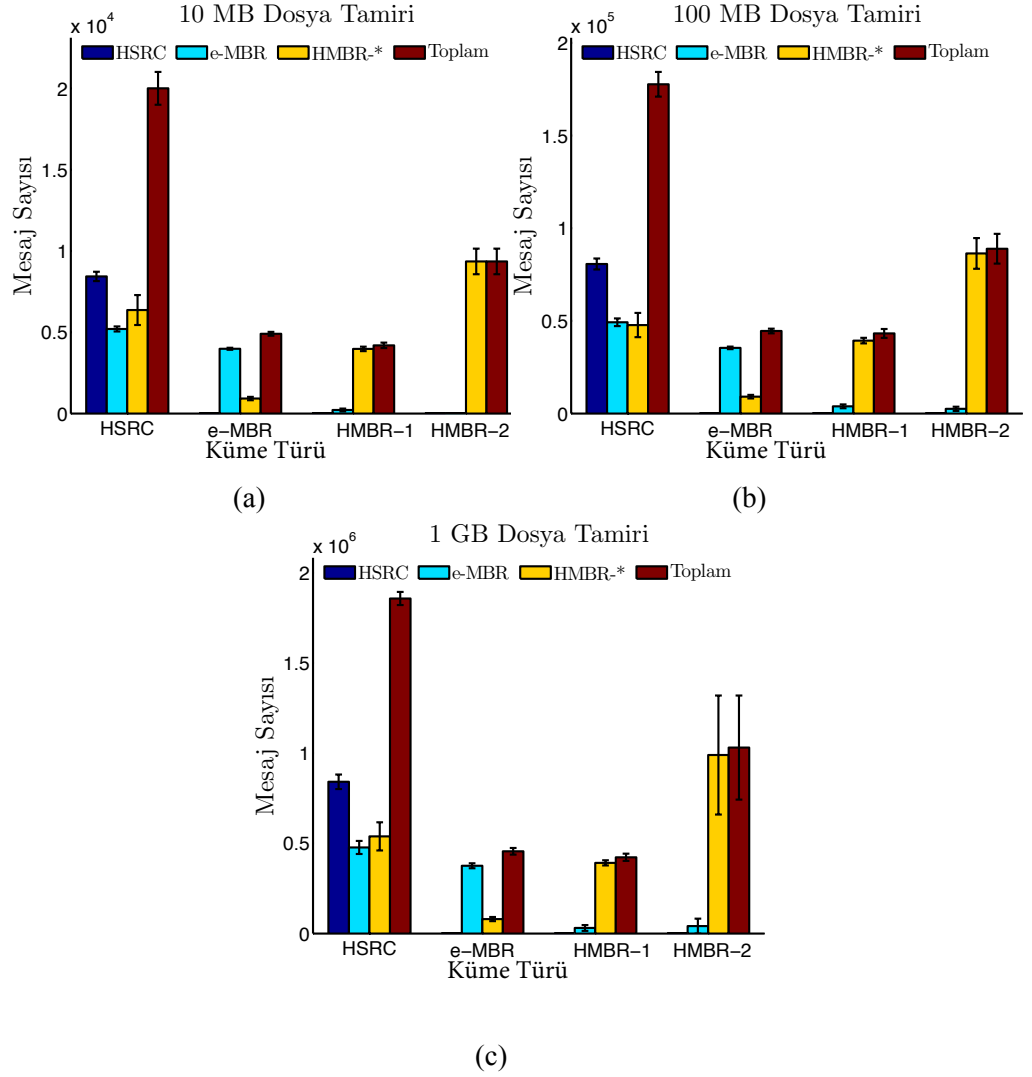 10 MB Dosya Tamiri
x 10^4
HSRC e-MBR HMBR-* Toplam
Mesaj Sayısı
2
1.5
1
0.5
0
HSRC e-MBR HMBR-1 HMBR-2
Küme Türü
(a)
100 MB Dosya Tamiri
x 10^5
HSRC e-MBR HMBR-* Toplam
Mesaj Sayısı
2
1.5
1
0.5
0
HSRC e-MBR HMBR-1 HMBR-2
Küme Türü
(b)
1 GB Dosya Tamiri
x 10^6
HSRC e-MBR HMBR-* Toplam
Mesaj Sayısı
2
1.5
1
0.5
0
HSRC e-MBR HMBR-1 HMBR-2
Küme Türü
(c)